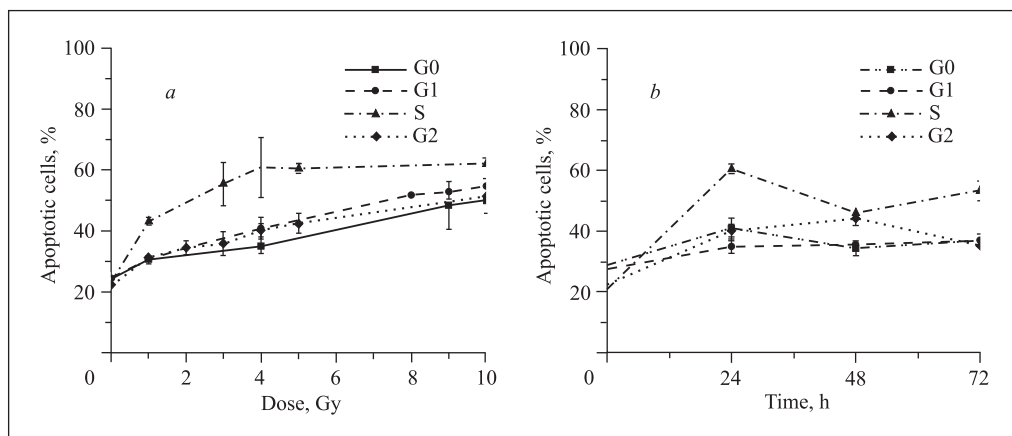 100
80
60
40
20
0
Apoptotic cells, %
a
G0
G1
S
G2
2
4
6
8
10
Dose, Gy
100
80
60
40
20
0
Apoptotic cells, %
b
G0
G1
S
G2
24
48
72
Time, h